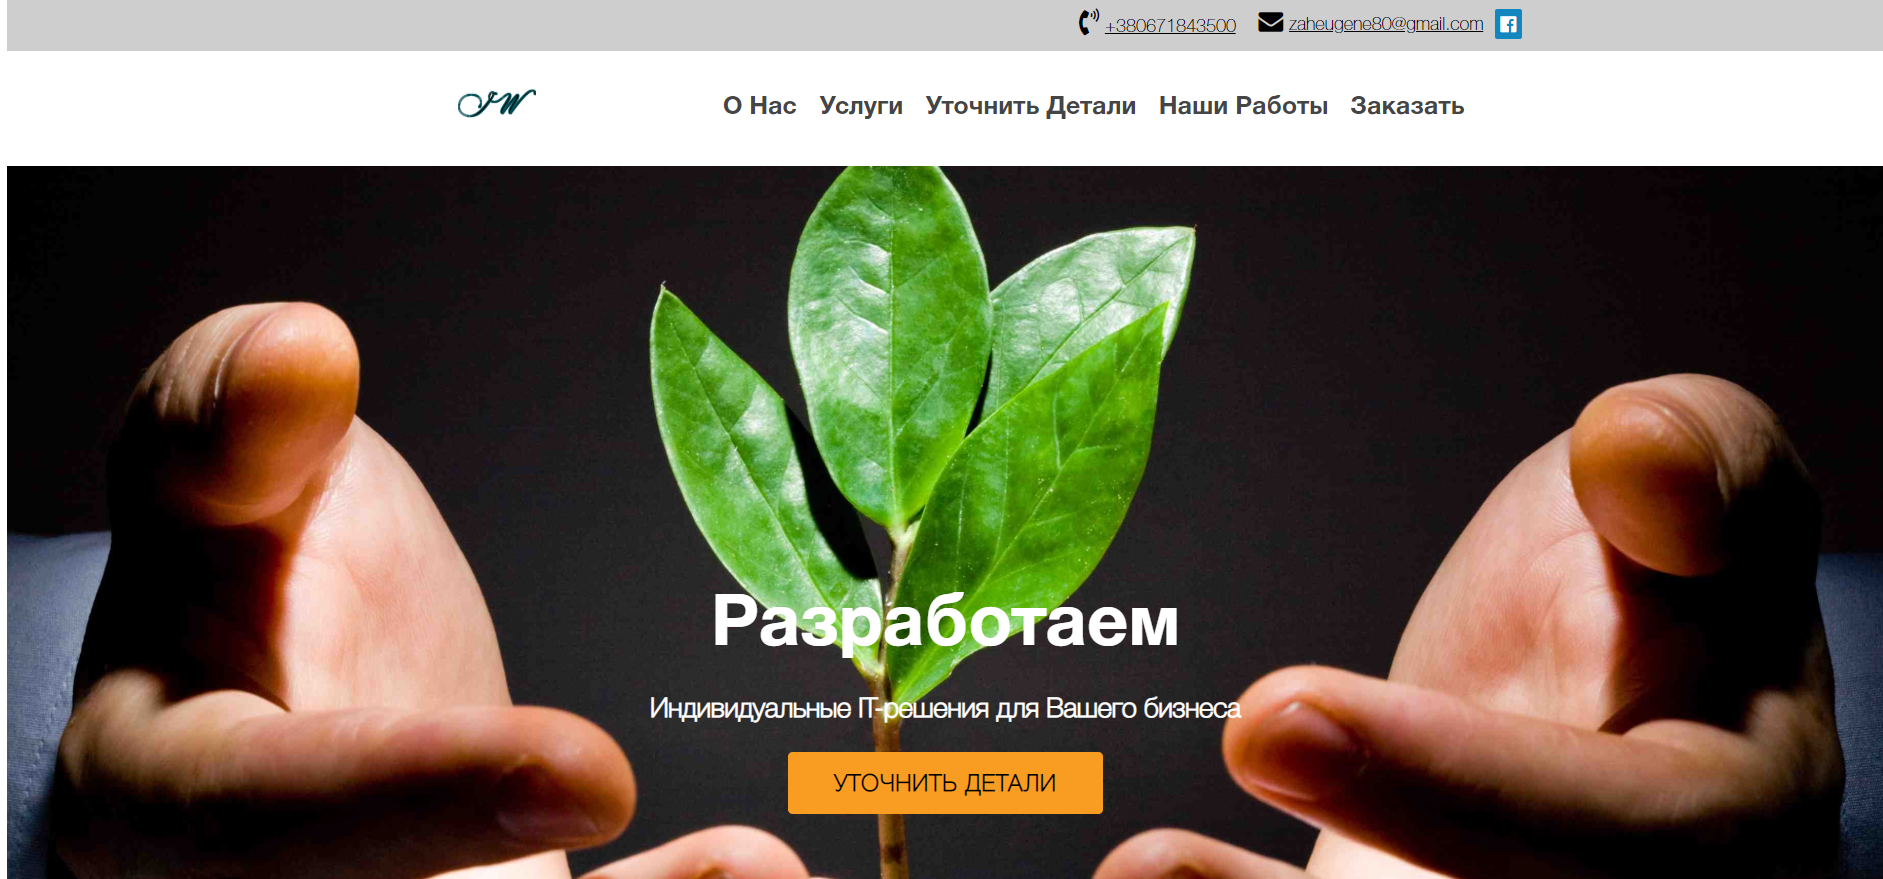 +380671843500 zaheugene80@gmail.com
JW
О Нас Услуги Уточнить Детали Наши Работы Заказать
Разработаем
Индивидуальные IT-решения для Вашего бизнеса
УТОЧНИТЬ ДЕТАЛИ